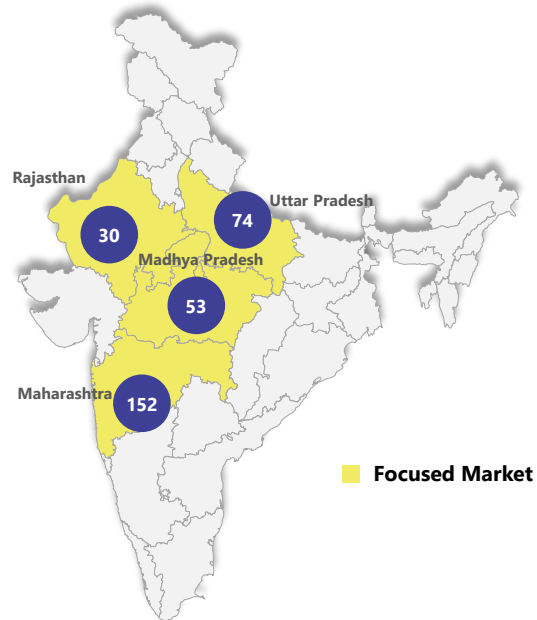 Rajasthan
Uttar Pradesh
74
30
Madhya Pradesh
53
Maharashtra
152
Focused Market